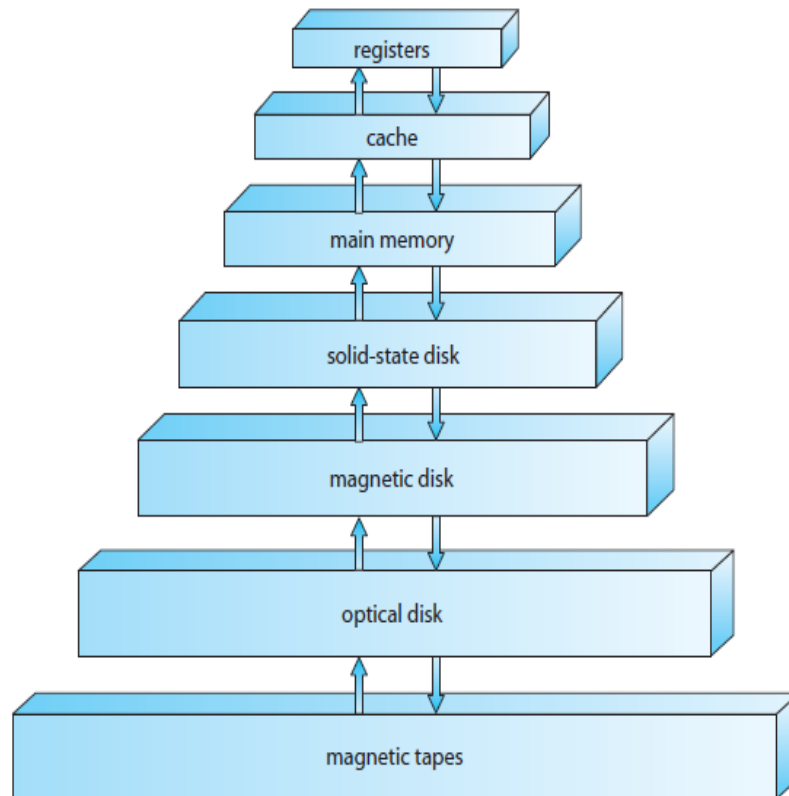 registers
cache
main memory
solid-state disk
magnetic disk
optical disk
magnetic tapes